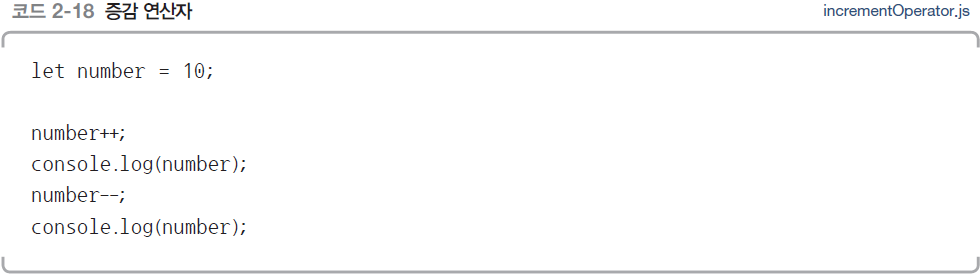 코드 2-18 증감 연산자 incrementOperator.js
let number = 10;
number++;
console.log(number);
number--;
console.log(number);